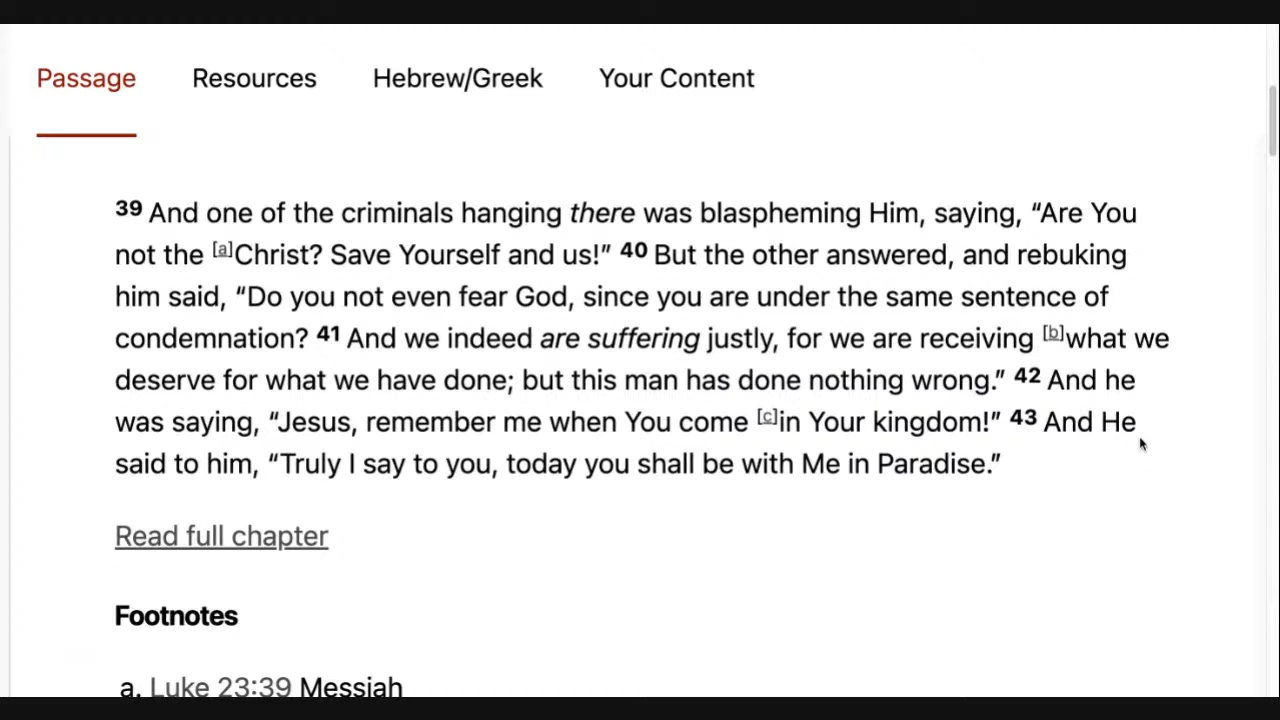 Passage Resources Hebrew/Greek Your Content
39 And one of the criminals hanging there was blaspheming Him, saying, “Are You
not the [a]Christ? Save Yourself and us!” 40 But the other answered, and rebuking
him said, “Do you not even fear God, since you are under the same sentence of
condemnation? 41 And we indeed are suffering justly, for we are receiving [b]what we
deserve for what we have done; but this man has done nothing wrong.” 42 And he
was saying, “Jesus, remember me when You come [c]in Your kingdom!” 43 And He
said to him, “Truly I say to you, today you shall be with Me in Paradise.”
Read full chapter
Footnotes
a. Luke 23:39 Messiah